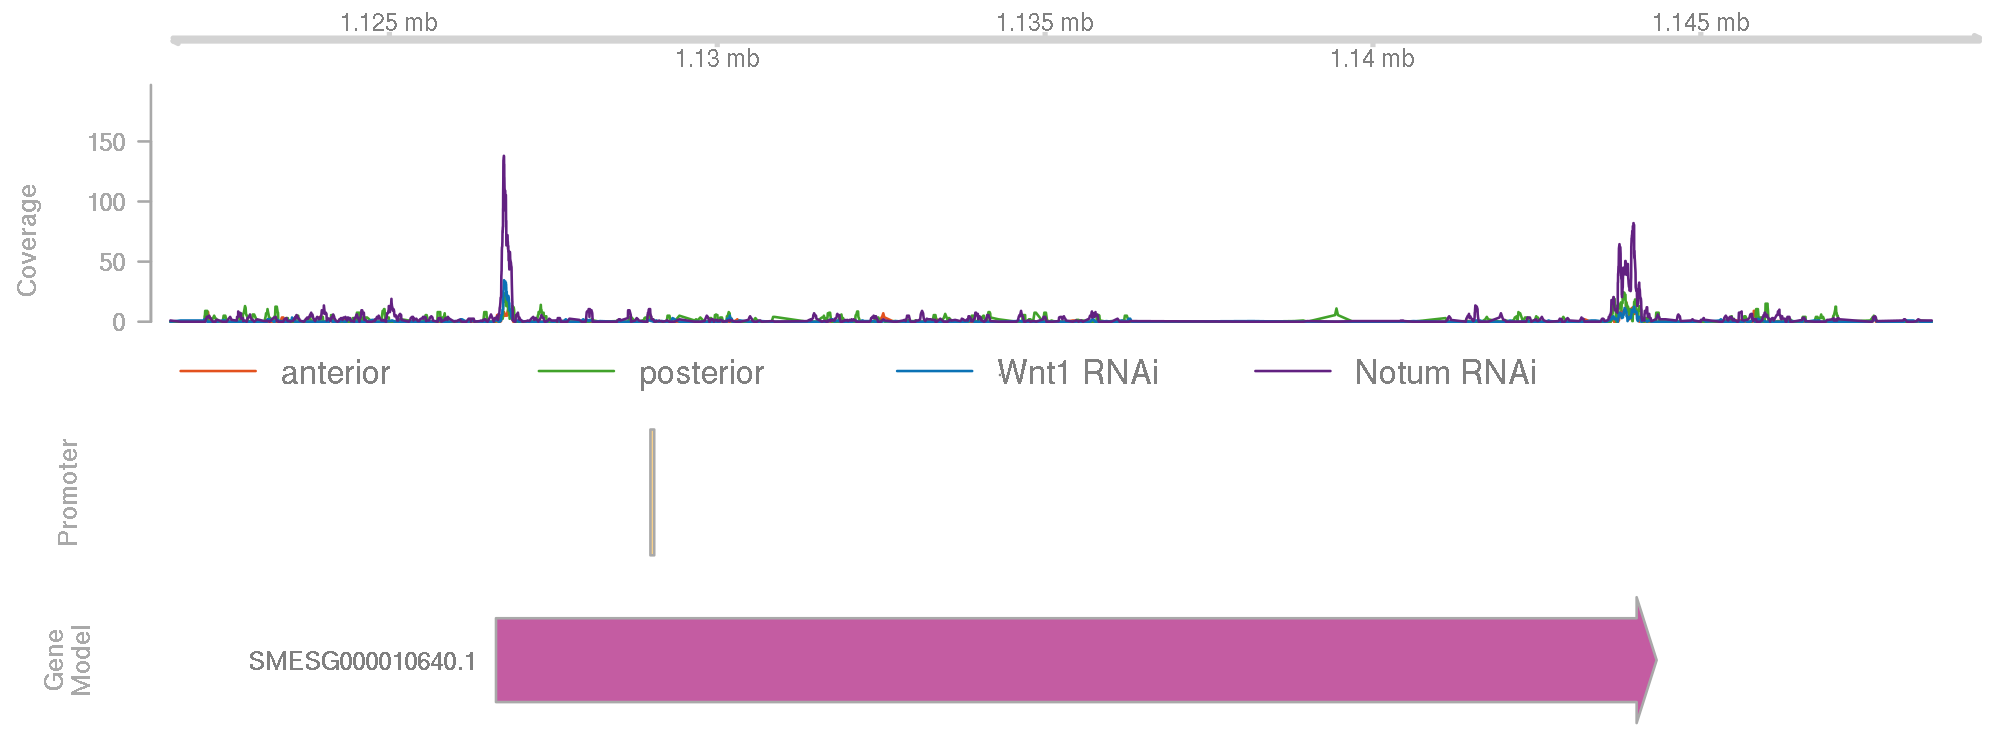 1.125 mb 1.135 mb 1.145 mb
1.13 mb 1.14 mb
Coverage
150
100
50
0
anterior posterior Wnt1 RNAi Notum RNAi
Promoter
Gene
Model
SMESG000010640.1